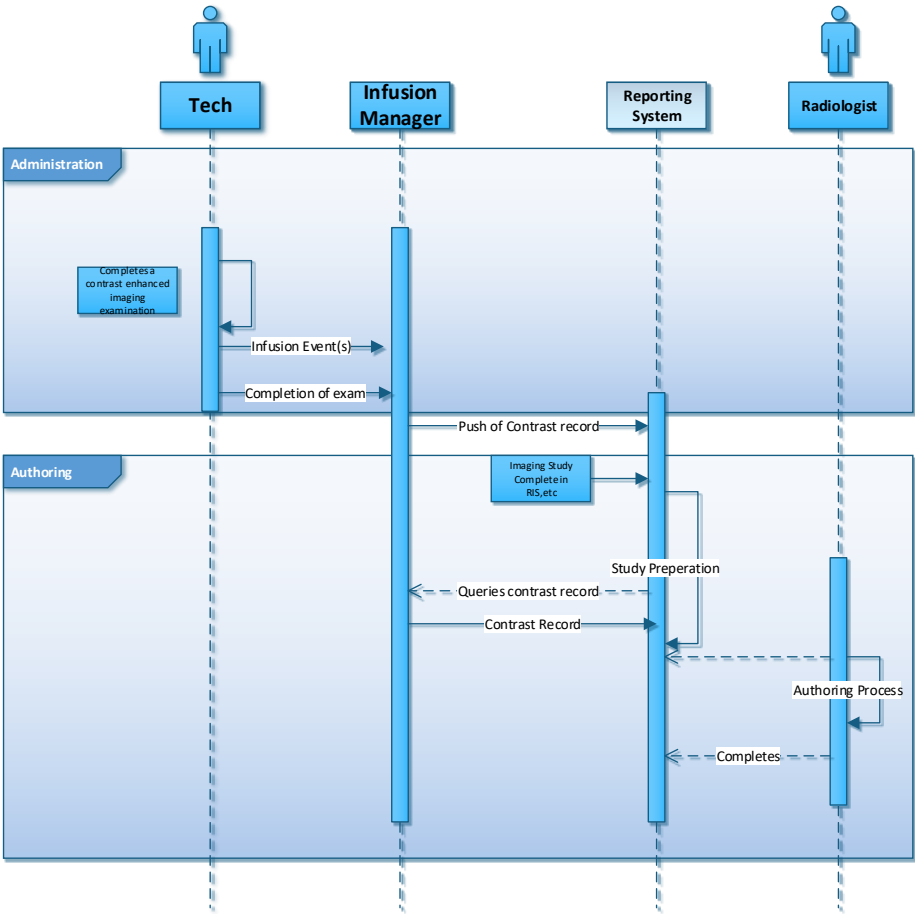 Tech
Infusion
Manager
Reporting
System
Radiologist
Administration
Completes a
contrast enhanced
imaging
examination
Infusion Event(s)
Completion of exam
Push of Contrast record
Authoring
Imaging Study
Complete in
RIS,etc
Study Preperation
Queries contrast record
Contrast Record
Authoring Process
Completes